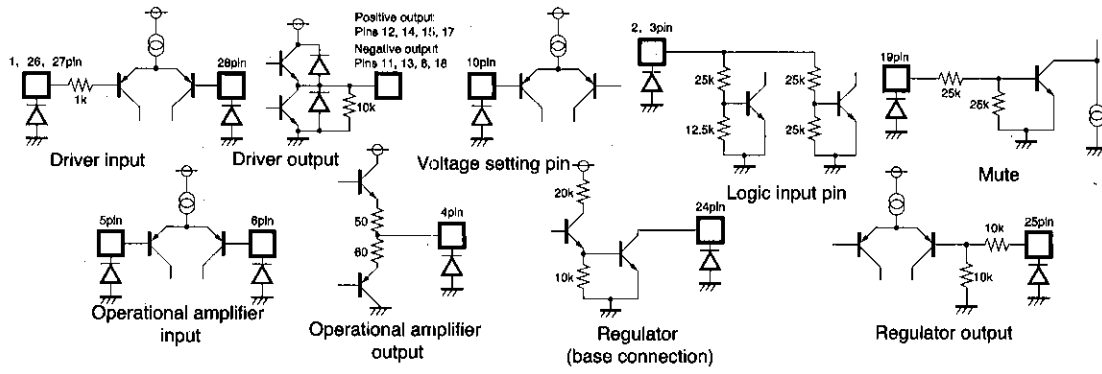 Positive output:
Pins 12, 14, 15, 17
Negative output
Pins 11, 13, 8, 18
1, 26, 27pin
1k
28pin
10k
10pin
2, 3pin
25k
12.5k
25k
25k
19pin
25k
25k
Driver input
Driver output
Voltage setting pin
Logic input pin
Mute
5pin
6pin
50
60
4pin
20k
10k
24pin
10k
10k
25pin
Operational amplifier
input
Operational amplifier
output
Regulator
(base connection)
Regulator output